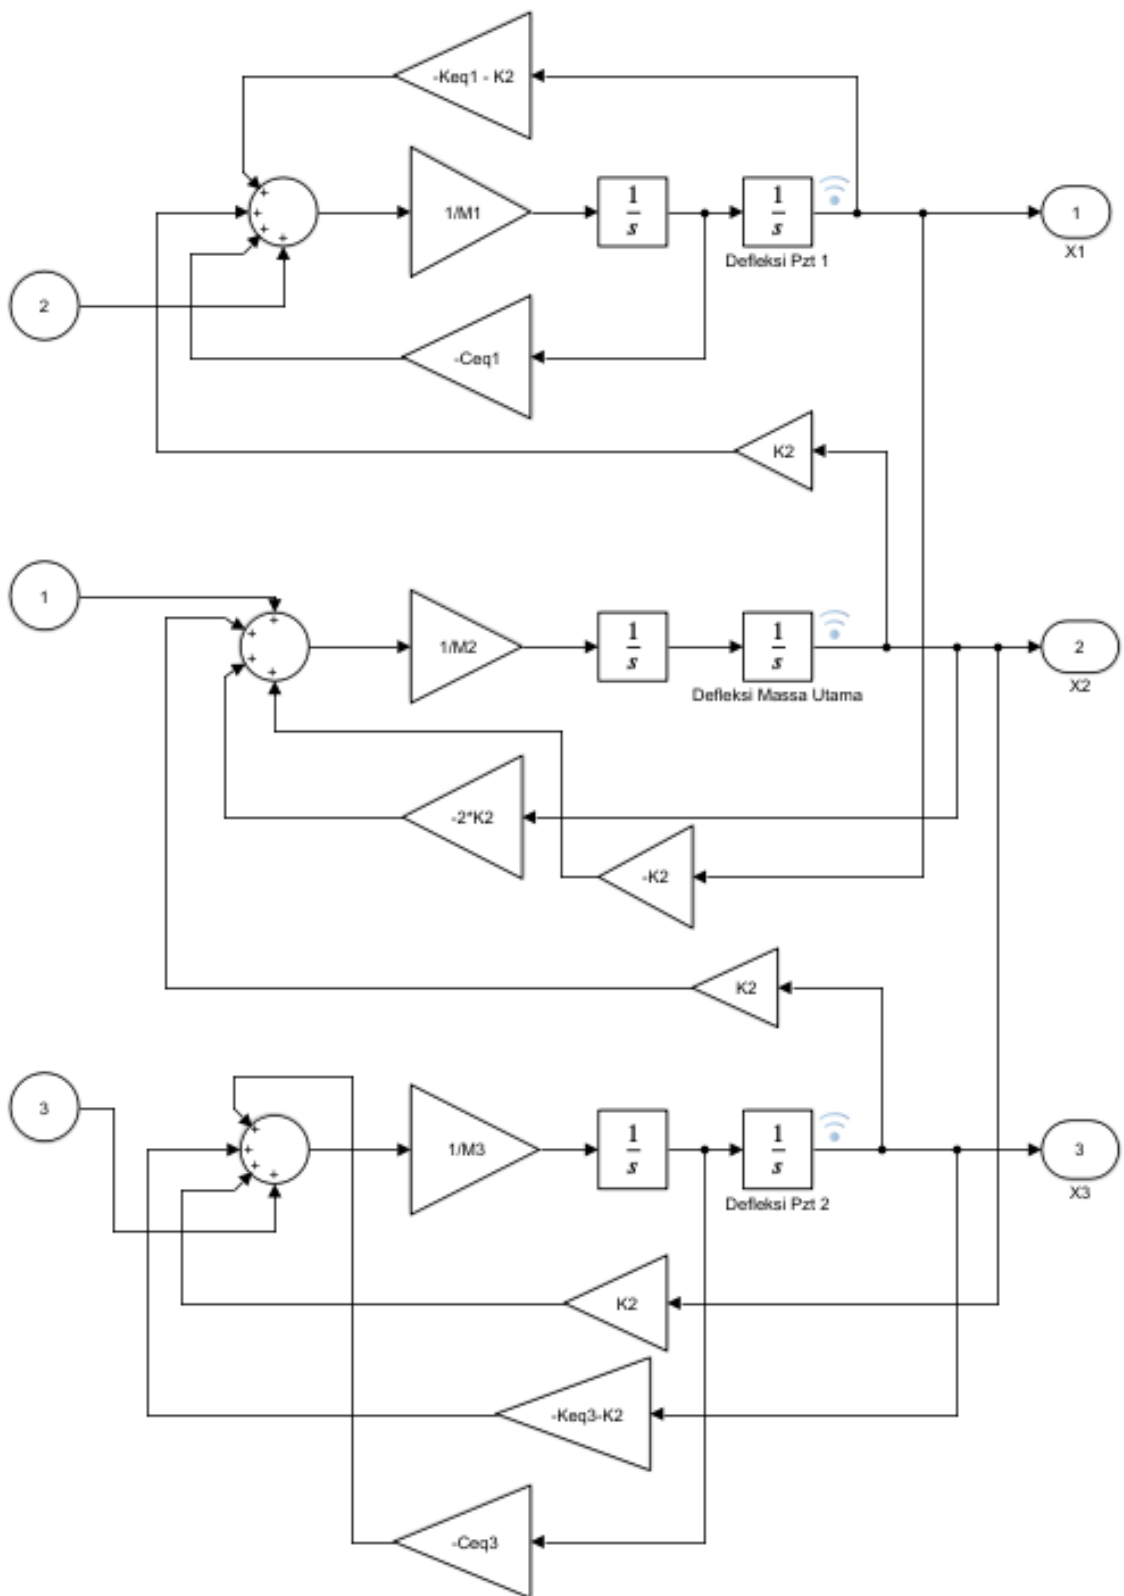 -Keq1 - K2
+
+
+
+
1/M1
1
s
1
s
Defleksi Pzt 1
1
X1
2
-Ceq1
K2
1
+
+
+
+
1/M2
1
s
1
s
Defleksi Massa Utama
2
X2
-2*K2
-K2
K2
3
+
+
+
+
1/M3
1
s
1
s
Defleksi Pzt 2
3
X3
K2
-Keq3-K2
-Ceq3